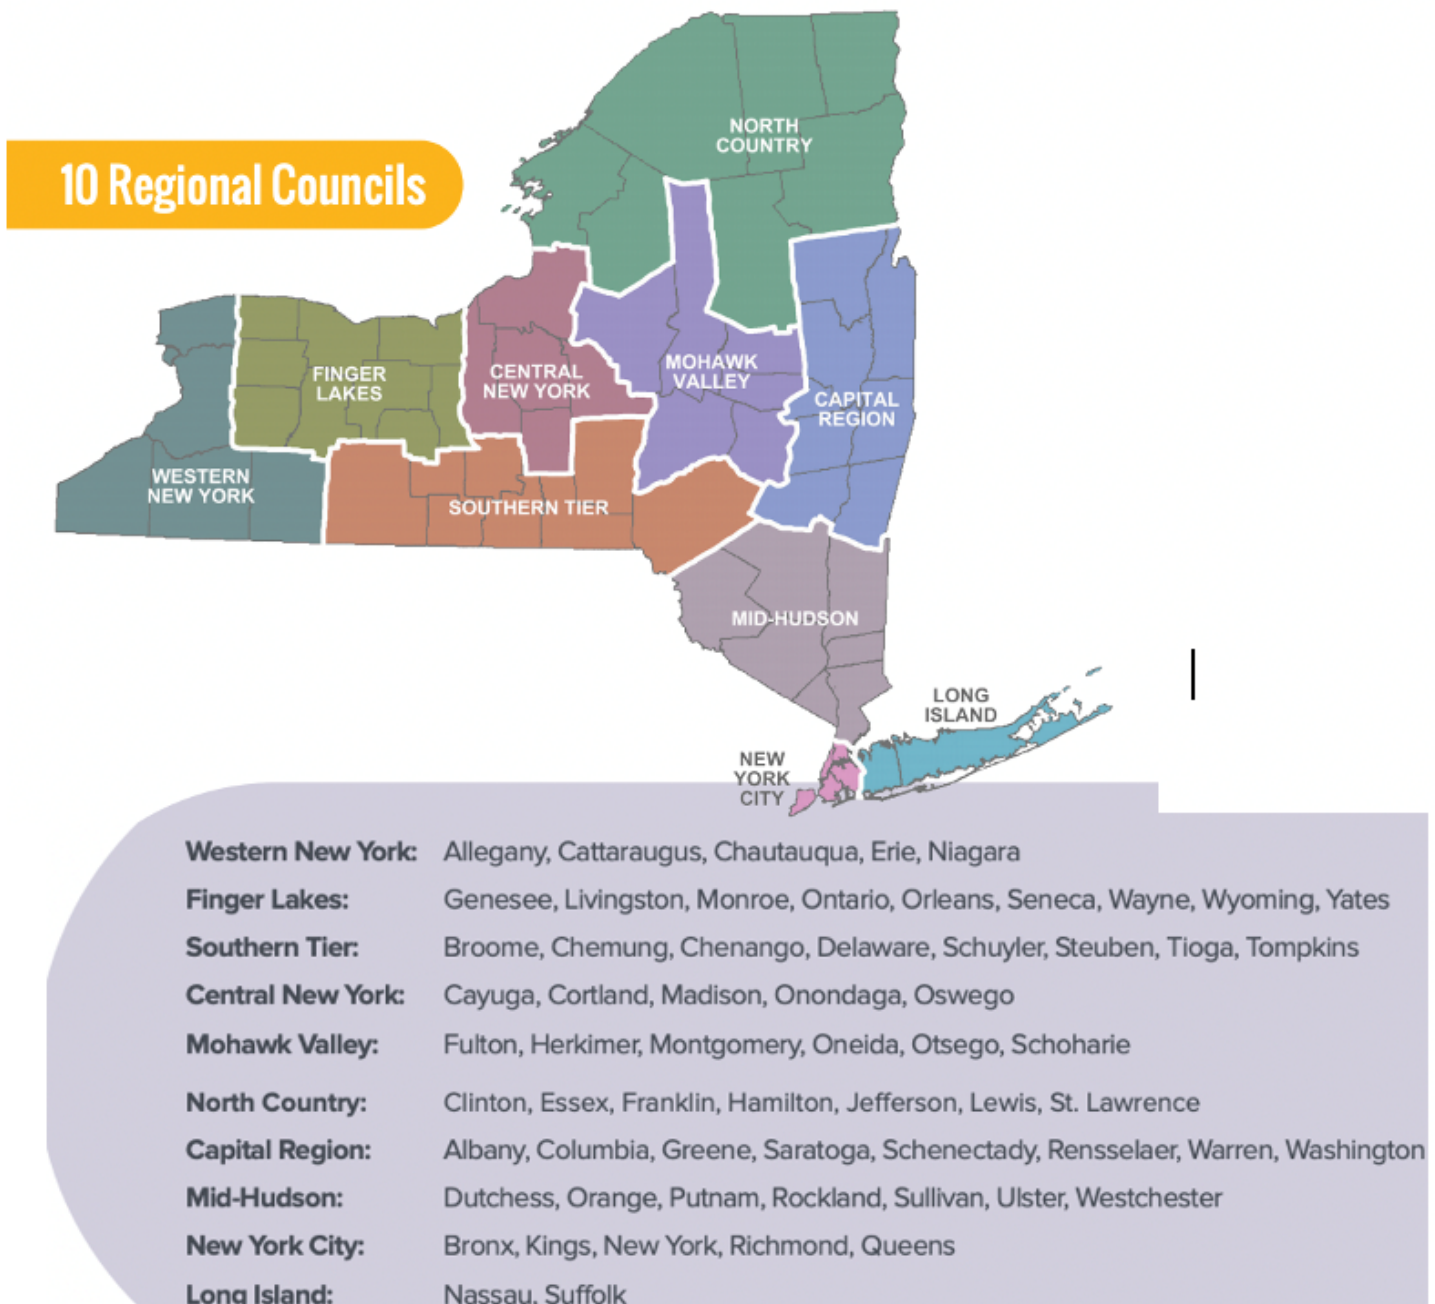 NORTH
COUNTRY
10 Regional Councils
FINGER
LAKES
CENTRAL
NEW YORK
MOHAWK
VALLEY
CAPITAL
REGION
WESTERN
NEW YORK
SOUTHERN TIER
MID-HUDSON
LONG
ISLAND
NEW
YORK
CITY
Western New York: Allegany, Cattaraugus, Chautauqua, Erie, Niagara
Finger Lakes: Genesee, Livingston, Monroe, Ontario, Orleans, Seneca, Wayne, Wyoming, Yates
Southern Tier: Broome, Chemung, Chenango, Delaware, Schuyler, Steuben, Tioga, Tompkins
Central New York: Cayuga, Cortland, Madison, Onondaga, Oswego
Mohawk Valley: Fulton, Herkimer, Montgomery, Oneida, Otsego, Schoharie
North Country: Clinton, Essex, Franklin, Hamilton, Jefferson, Lewis, St. Lawrence
Capital Region: Albany, Columbia, Greene, Saratoga, Schenectady, Rensselaer, Warren, Washington
Mid-Hudson: Dutchess, Orange, Putnam, Rockland, Sullivan, Ulster, Westchester
New York City: Bronx, Kings, New York, Richmond, Queens
Long Island: Nassau, Suffolk